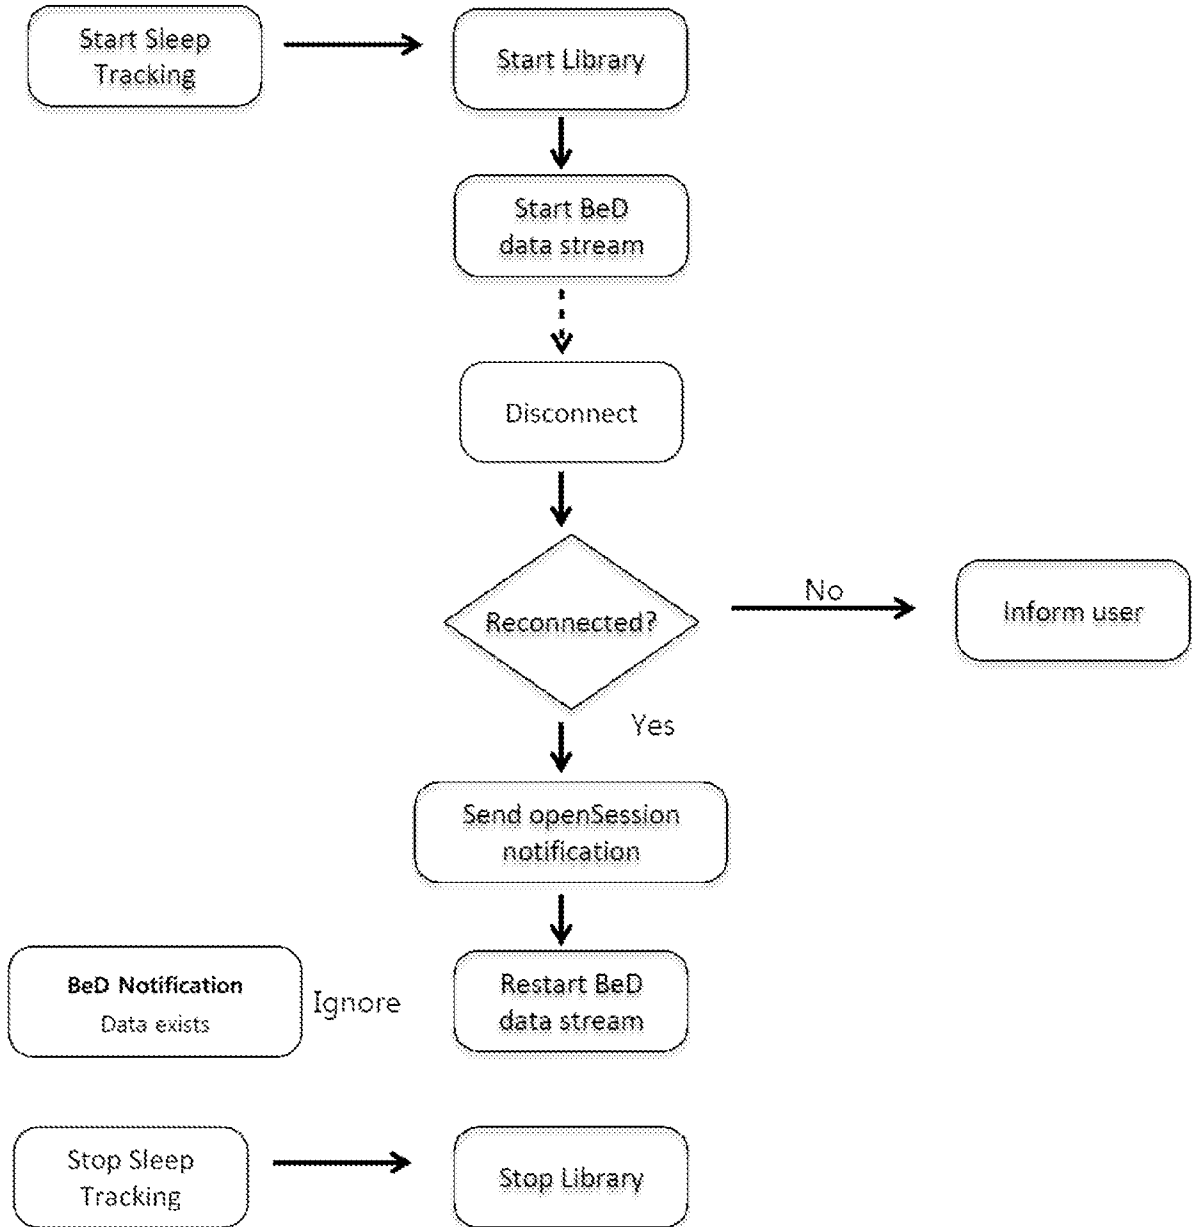 Start Sleep
Tracking
Start Library
Start BeD
data stream
Disconnect
Reconnected?
No
Inform user
Yes
Send openSession
notification
BeD Notification
Data exists
Ignore
Restart BeD
data stream
Stop Sleep
Tracking
Stop Library